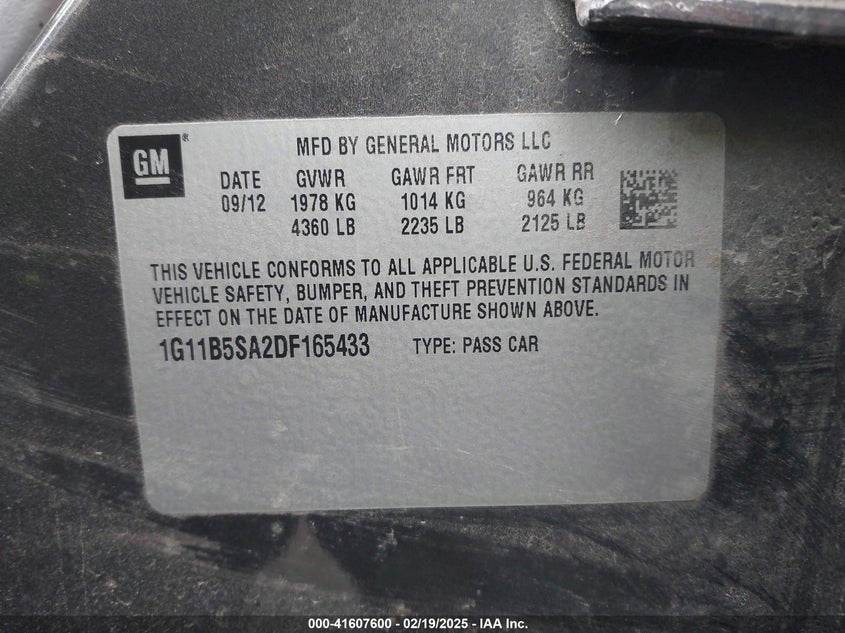 GM®
MFD BY GENERAL MOTORS LLC
DATE GVWR GAWR FRT GAWR RR
09/12 1978 KG 1014 KG 964 KG
4360 LB 2235 LB 2125 LB
THIS VEHICLE CONFORMS TO ALL APPLICABLE U.S. FEDERAL MOTOR
VEHICLE SAFETY, BUMPER, AND THEFT PREVENTION STANDARDS IN
EFFECT ON THE DATE OF MANUFACTURE SHOWN ABOVE.
1G11B5SA2DF165433 TYPE: PASS CAR
000-41607600 - 02/19/2025 - IAA Inc.